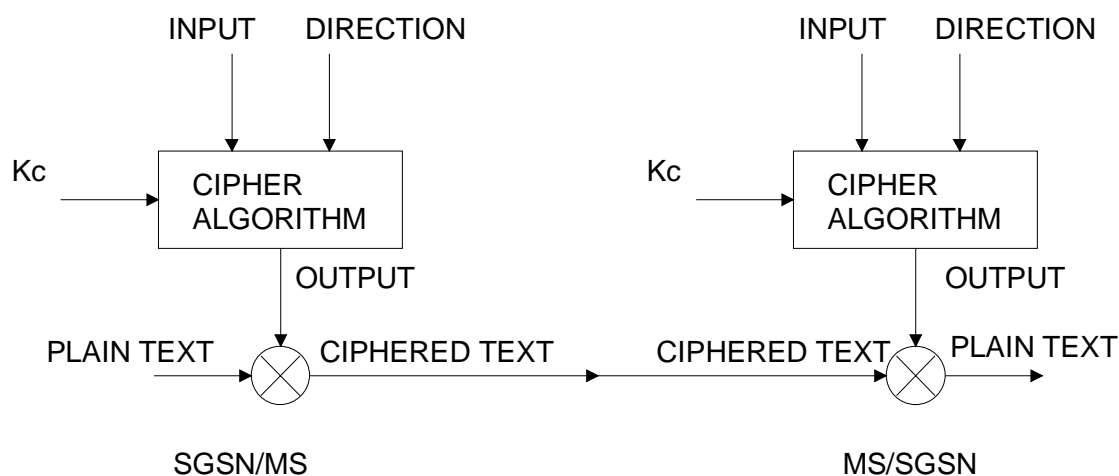 INPUT DIRECTION INPUT DIRECTION
Kc Kc
CIPHER
ALGORITHM
CIPHER
ALGORITHM
OUTPUT OUTPUT
PLAIN TEXT CIPHERED TEXT CIPHERED TEXT PLAIN TEXT
SGSN/MS MS/SGSN